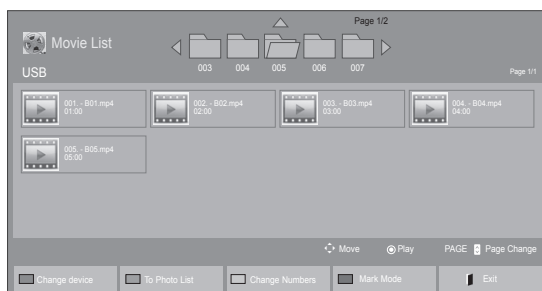 Page 1/2
Movie List
003 004 005 006 007
USB
Page 1/1
001. - B01.mp4
01:00
002. - B02.mp4
02:00
003. - B03.mp4
03:00
004. - B04.mp4
04:00
005. - B05.mp4
05:00
Move Play PAGE Page Change
Change device To Photo List Change Numbers Mark Mode Exit